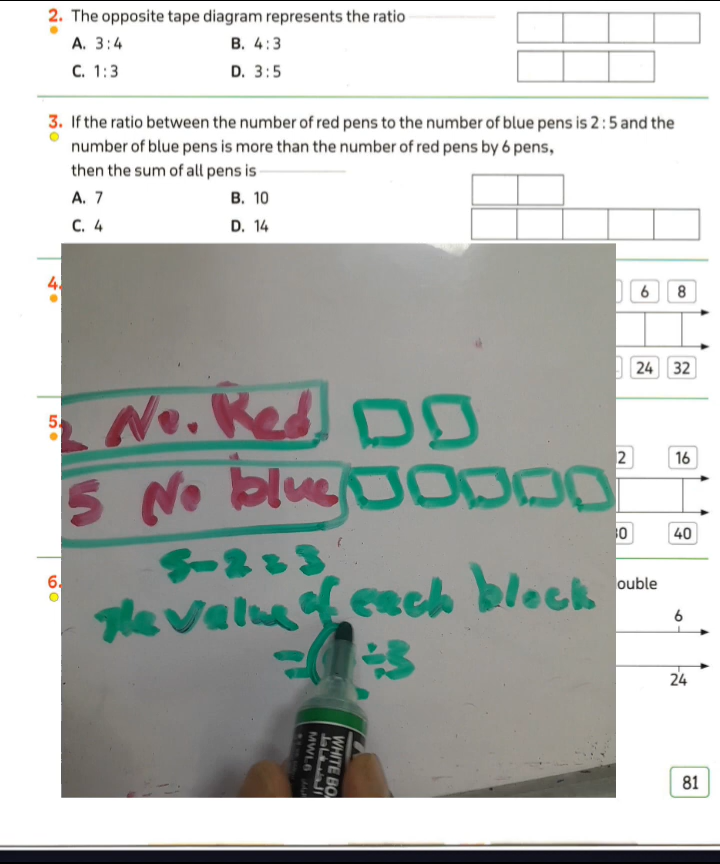 2. The opposite tape diagram represents the ratio
A. 3:4 B. 4:3
C. 1:3 D. 3:5
3. If the ratio between the number of red pens to the number of blue pens is 2:5 and the
number of blue pens is more than the number of red pens by 6 pens,
then the sum of all pens is
A. 7 B. 10
C. 4 D. 14
4.
6 8
24 32
5.
2 No. Red
5 No blue
2 16
40
5-2=3
6.
ouble
The value of each block
6
÷3
24
WHITE BO
MWL6
81